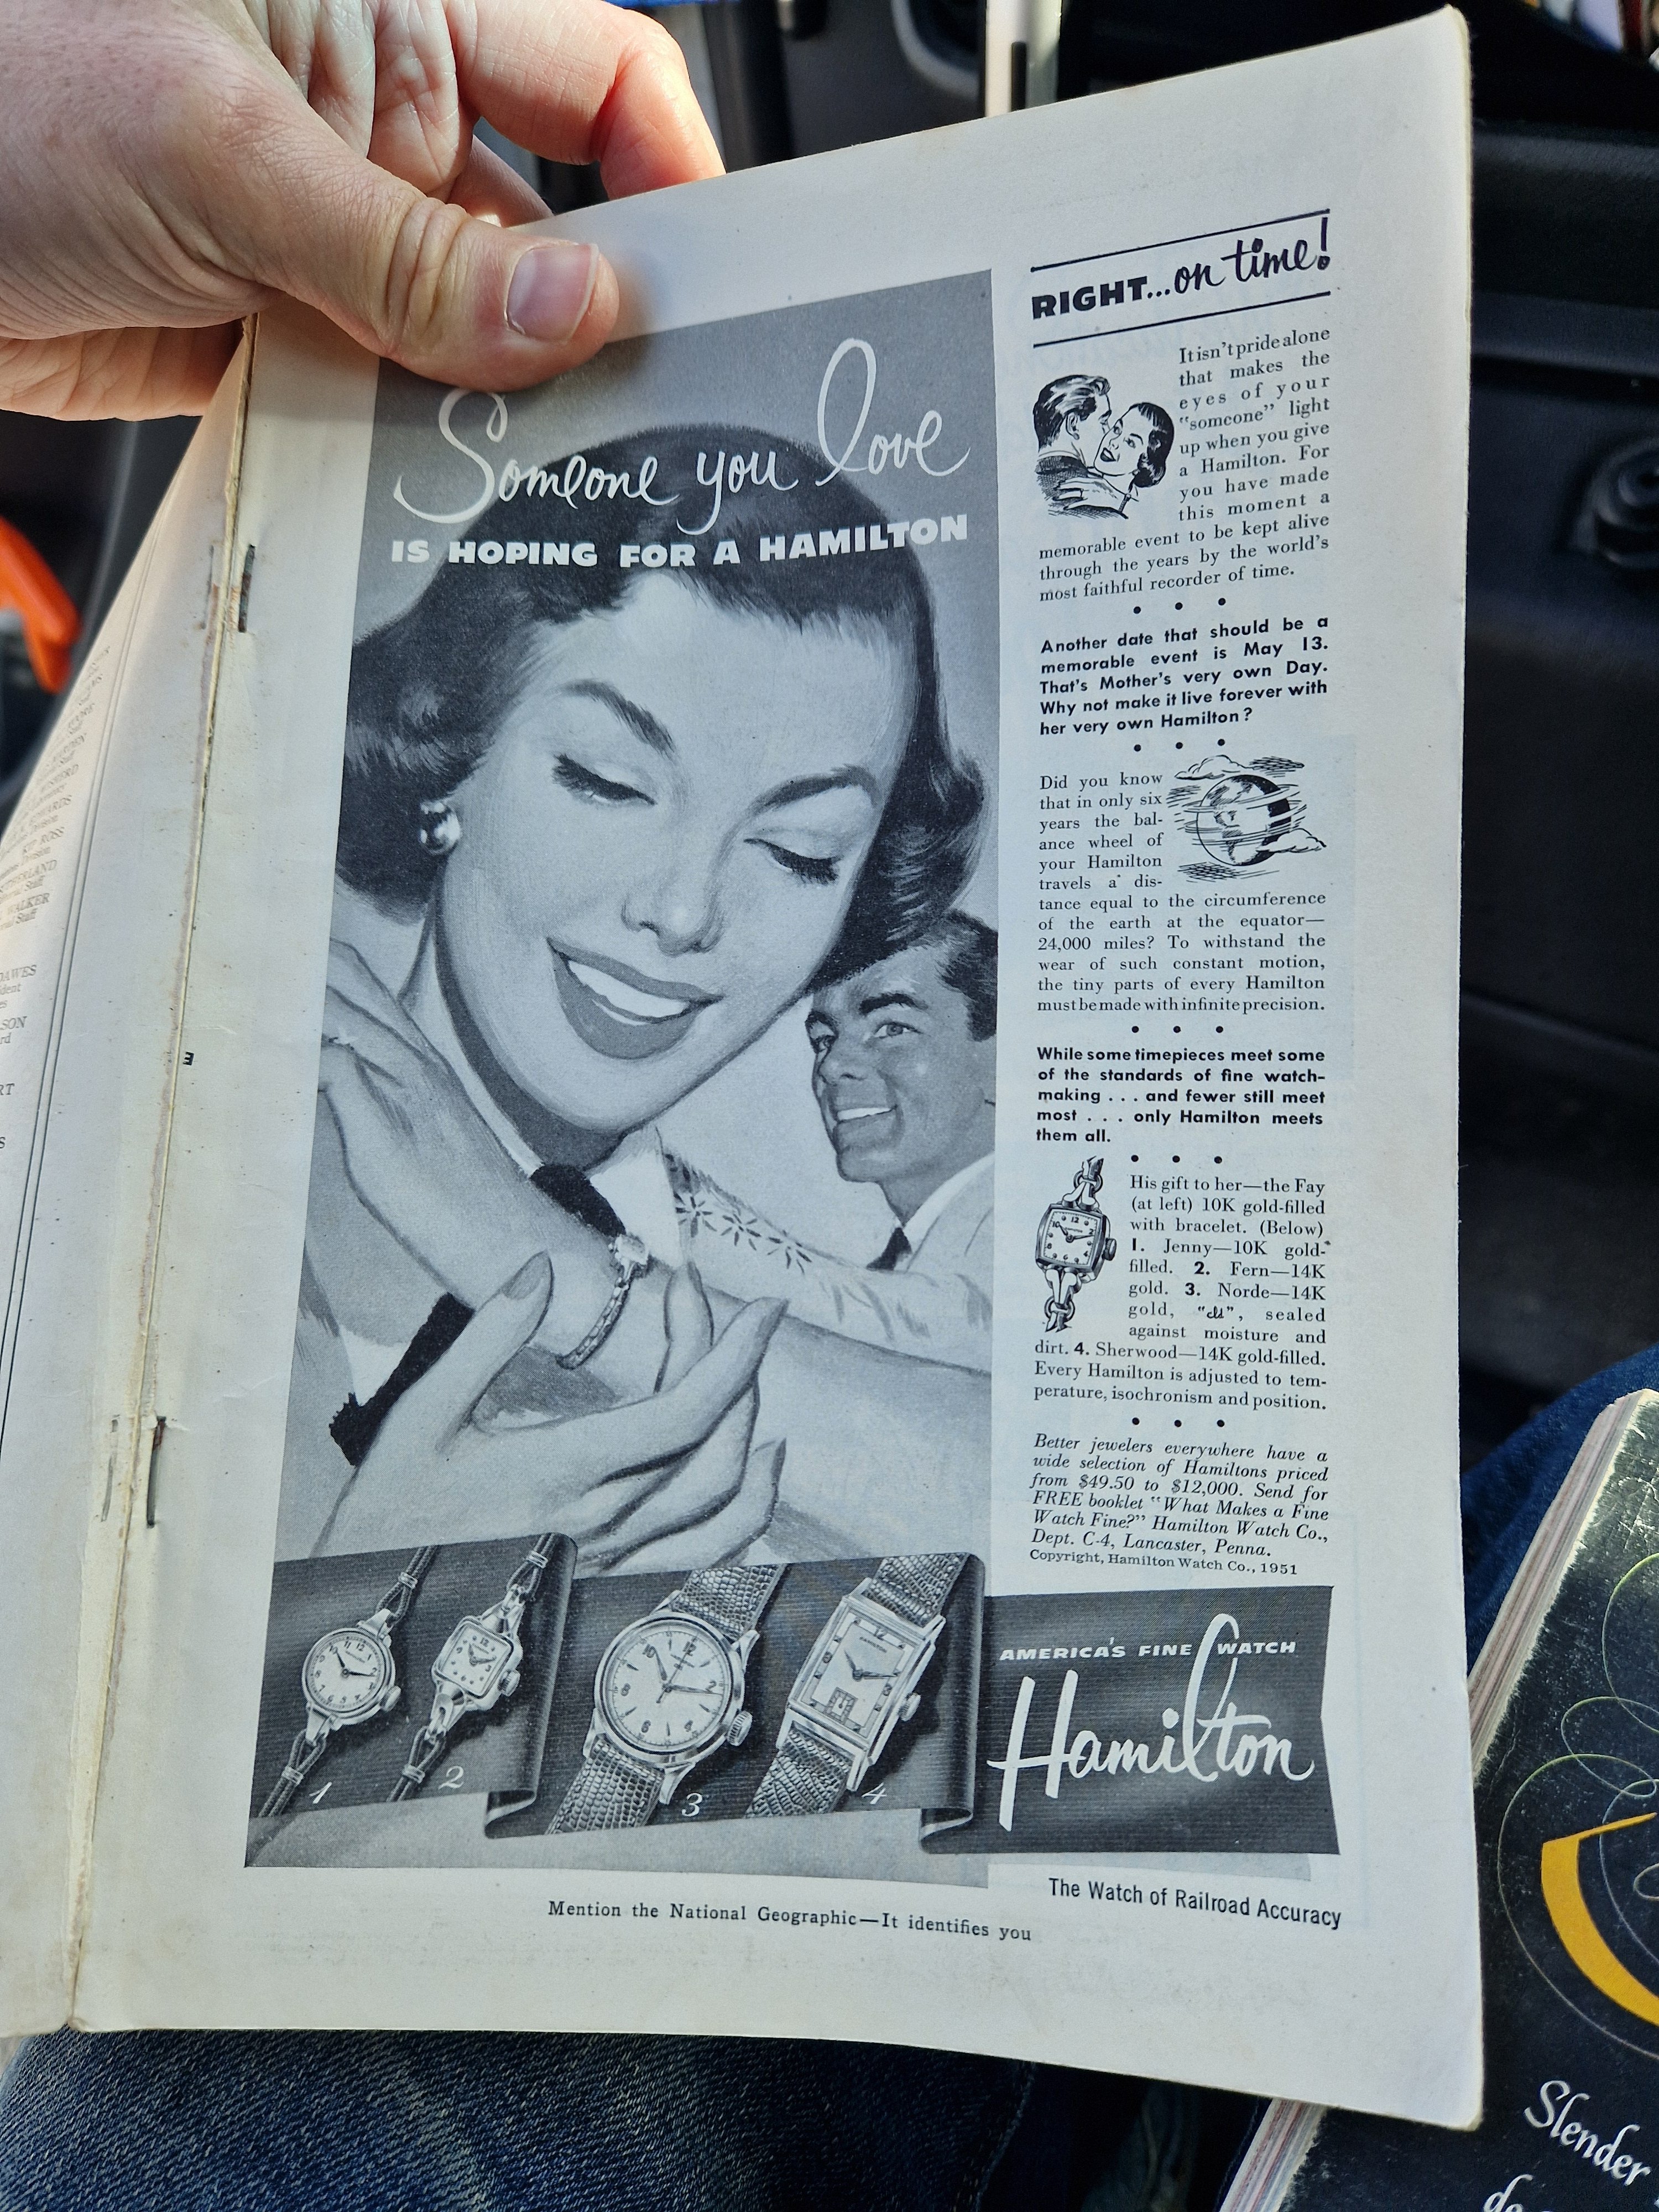 Someone you love
IS HOPING FOR A HAMILTON
RIGHT...on time!
It isn't pride alone
that makes the
eyes of your
"someone" light
up when you give
a Hamilton. For
you have made
this moment a
memorable event to be kept alive
through the years by the world's
most faithful recorder of time.
Another date that should be a
memorable event is May 13.
That's Mother's very own Day.
Why not make it live forever with
her very own Hamilton?
Did you know
that in only six
years the bal-
ance wheel of
your Hamilton
travels a dis-
tance equal to the circumference
of the earth at the equator—
24,000 miles? To withstand the
wear of such constant motion,
the tiny parts of every Hamilton
must be made with infinite precision.
While some timepieces meet some
of the standards of fine watch-
making . . . and fewer still meet
most . . . only Hamilton meets
them all.
His gift to her—the Fay
(at left) 10K gold-filled
with bracelet. (Below)
1. Jenny—10K gold-
filled. 2. Fern—14K
gold. 3. Norde—14K
gold, "cld", sealed
against moisture and
dirt. 4. Sherwood—14K gold-filled.
Every Hamilton is adjusted to tem-
perature, isochronism and position.
Better jewelers everywhere have a
wide selection of Hamiltons priced
from $49.50 to $12,000. Send for
FREE booklet "What Makes a Fine
Watch Fine?" Hamilton Watch Co.,
Dept. C-4, Lancaster, Penna.
Copyright, Hamilton Watch Co., 1951
1
2
3
4
AMERICA'S FINE WATCH
Hamilton
The Watch of Railroad Accuracy
Mention the National Geographic—It identifies you
WALKER
DAWES
Slender